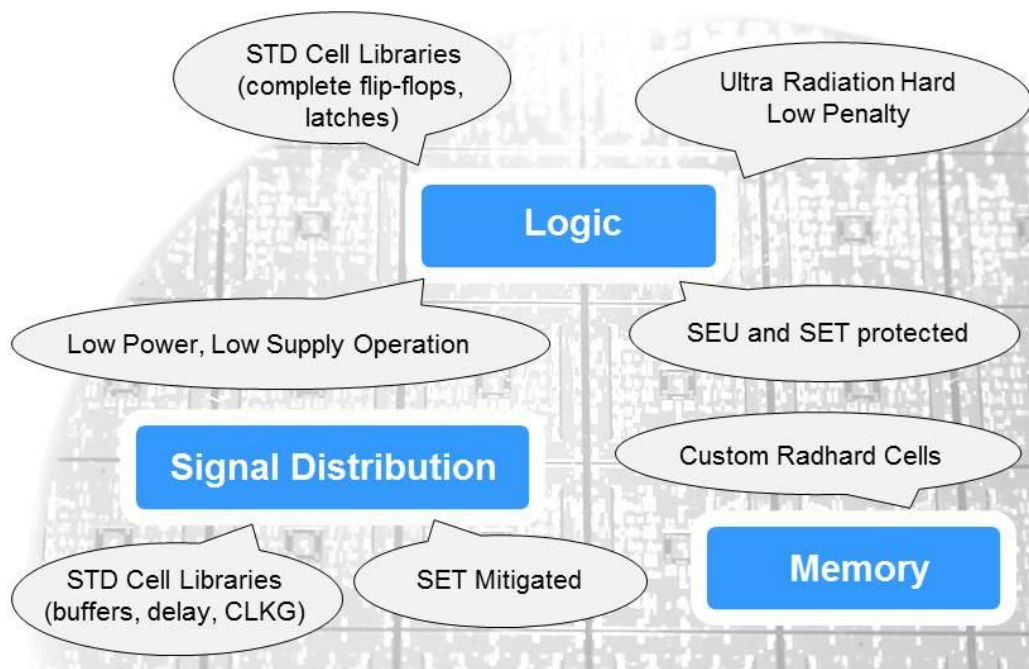 STD Cell Libraries
(complete flip-flops,
latches)
Ultra Radiation Hard
Low Penalty
Logic
Low Power, Low Supply Operation
SEU and SET protected
Signal Distribution
Custom Radhard Cells
STD Cell Libraries
(buffers, delay, CLKG)
SET Mitigated
Memory